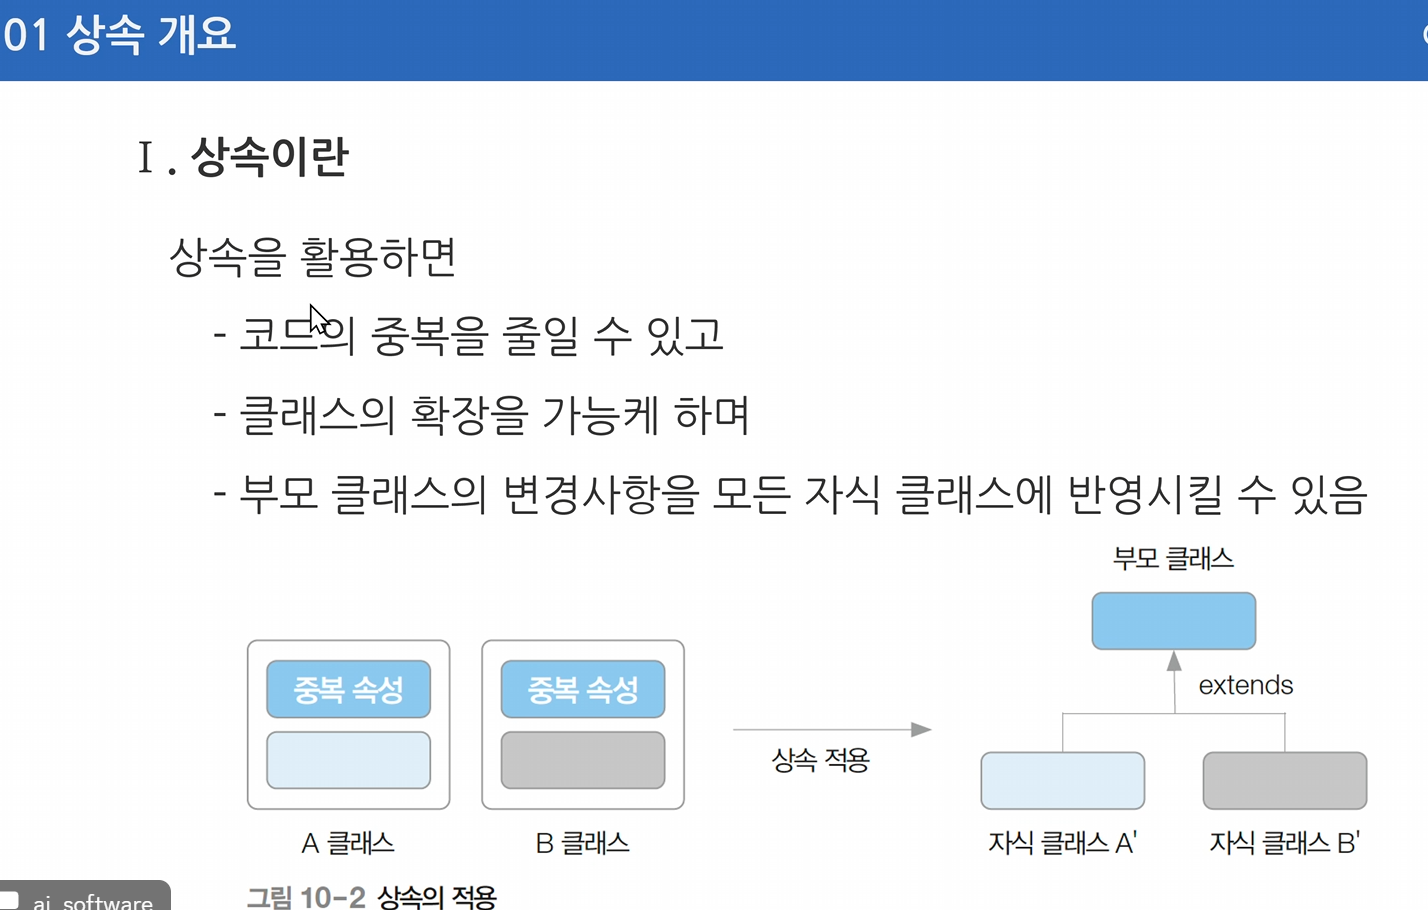 01 상속 개요
Ⅰ. 상속이란
상속을 활용하면
- 코드의 중복을 줄일 수 있고
- 클래스의 확장을 가능케 하며
- 부모 클래스의 변경사항을 모든 자식 클래스에 반영시킬 수 있음
부모 클래스
중복 속성
중복 속성
extends
상속 적용
A 클래스
B 클래스
자식 클래스 A'
자식 클래스 B'
그림 10-2 상속의 적용
ai_software